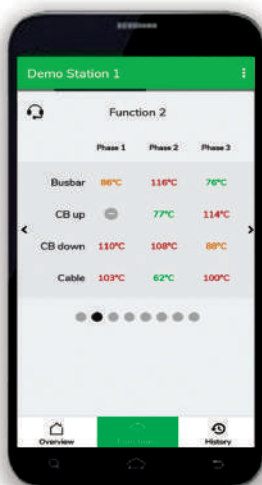 Demo Station 1
Function 2
Phase 1 Phase 2 Phase 3
Busbar 86°C 116°C 76°C
CB up 77°C 114°C
CB down 110°C 108°C 88°C
Cable 103°C 62°C 100°C
Overview History